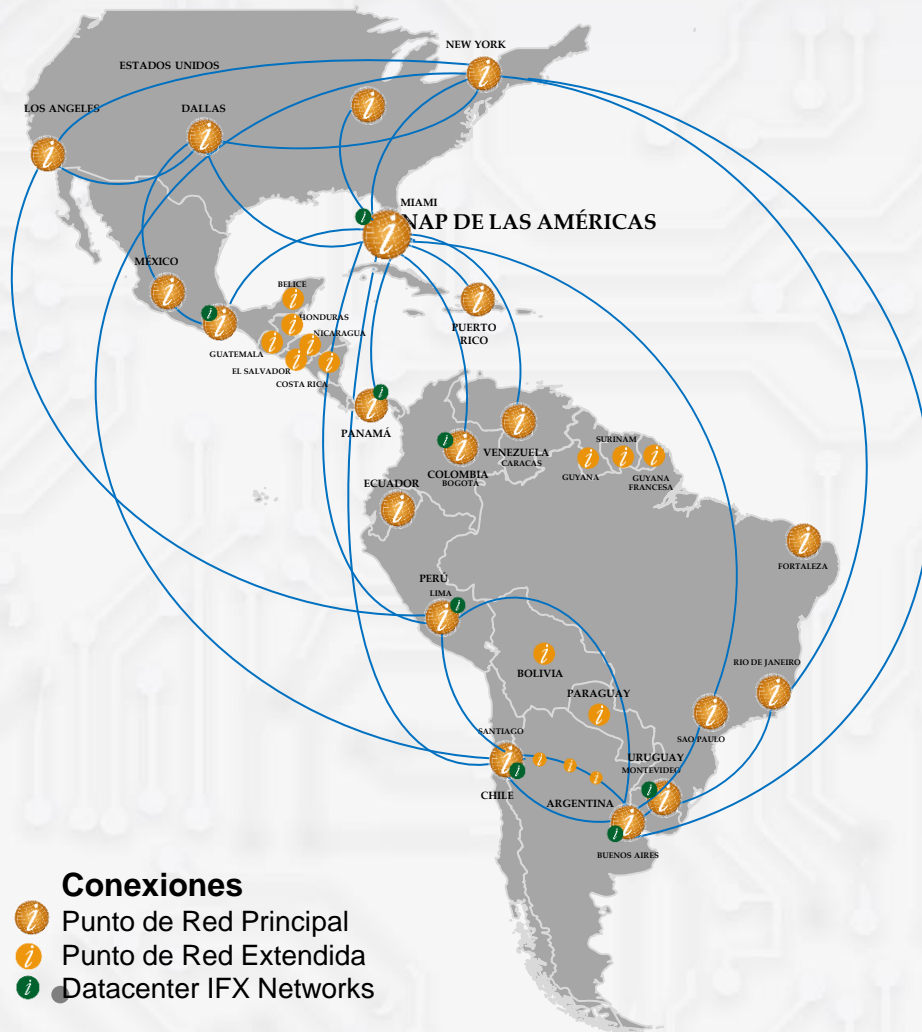 NEW YORK
ESTADOS UNIDOS
LOS ANGELES
DALLAS
MIAMI
NAP DE LAS AMÉRICAS
MÉXICO
BELICE
HONDURAS
NICARAGUA
GUATEMALA
EL SALVADOR
COSTA RICA
PUERTO
RICO
PANAMÁ
VENEZUELA
CARACAS
COLOMBIA
BOGOTÁ
SURINAM
GUYANA
GUYANA
FRANCESA
ECUADOR
FORTALEZA
PERÚ
LIMA
BOLIVIA
RIO DE JANEIRO
PARAGUAY
SANTIAGO
SAO PAULO
URUGUAY
MONTEVIDEO
CHILE
ARGENTINA
BUENOS AIRES
Conexiones
Punto de Red Principal
Punto de Red Extendida
Datacenter IFX Networks